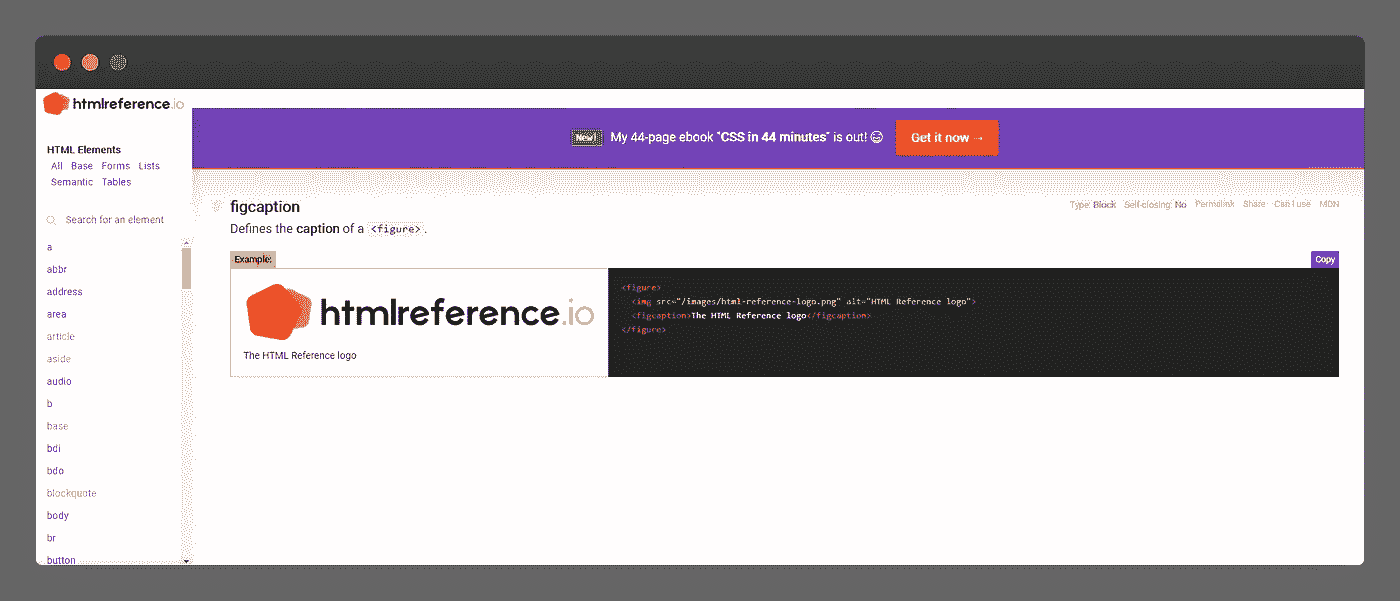 htmlreference.io
New! My 44-page ebook "CSS in 44 minutes" is out! 😄 Get it now →
HTML Elements
All Base Forms Lists
Semantic Tables
Search for an element
a
abbr
address
area
article
aside
audio
b
base
bdi
bdo
blockquote
body
br
button
# figcaption
Type: Block Self-closing: No Permalink Share Can I use MDN
Defines the caption of a <figure>.
Example:
Copy
htmlreference.io
The HTML Reference logo
<figure>
<img src="/images/html-reference-logo.png" alt="HTML Reference logo">
<figcaption>The HTML Reference logo</figcaption>
</figure>